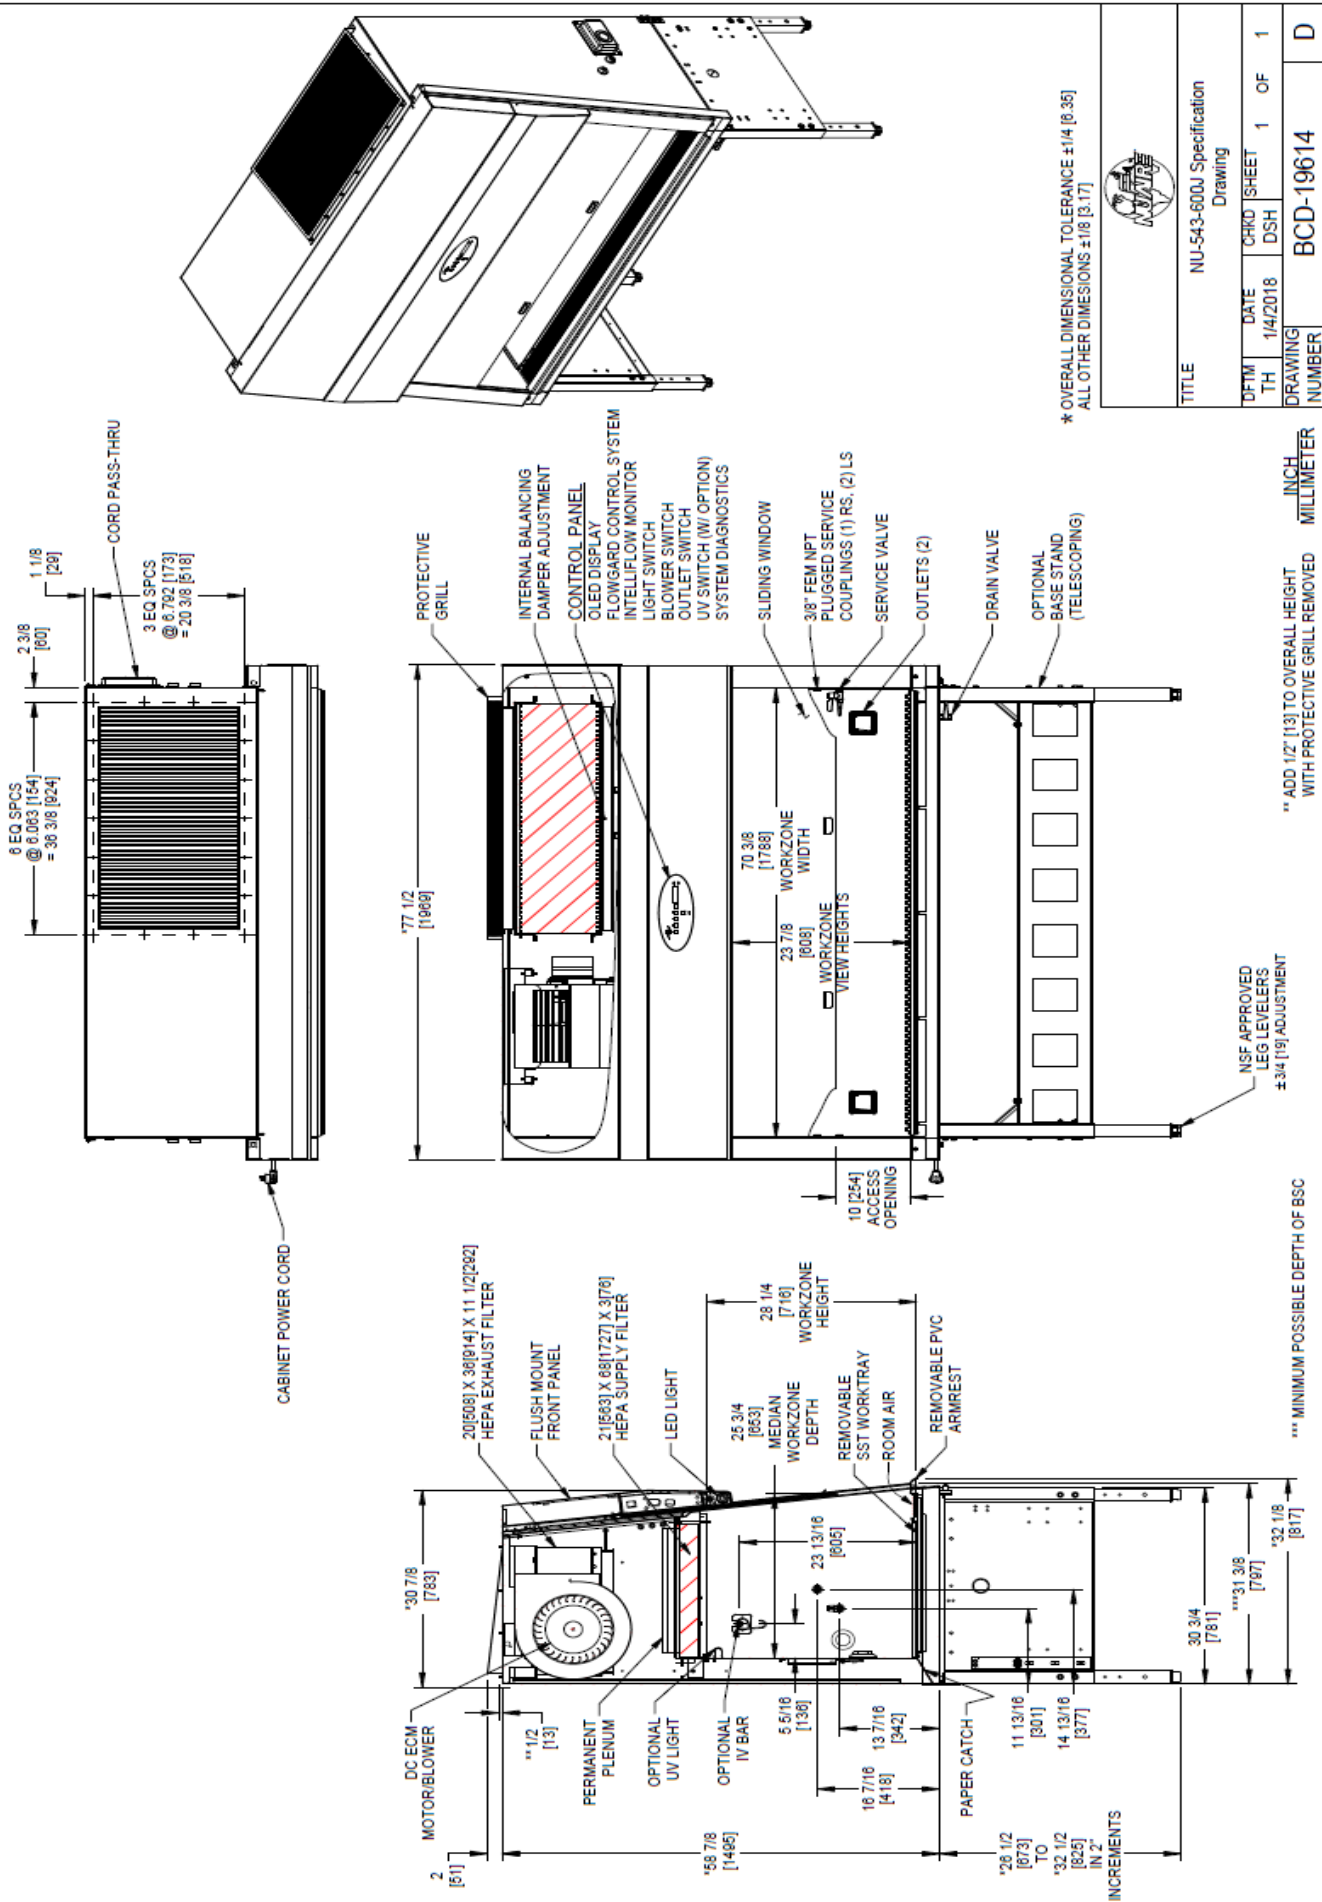 6 EQ SPCS
@ 6.063 [154]
= 36 3/8 [924]
2 3/8
[60]
1 1/8
[29]
CORD PASS-THRU
3 EQ SPCS
@ 6.792 [173]
= 20 3/8 [518]
CABINET POWER CORD
*77 1/2
[1969]
PROTECTIVE
GRILL
INTERNAL BALANCING
DAMPER ADJUSTMENT
CONTROL PANEL
OLED DISPLAY
FLOWGARD CONTROL SYSTEM
INTELLIFLOW MONITOR
LIGHT SWITCH
BLOWER SWITCH
OUTLET SWITCH
UV SWITCH (W/ OPTION)
SYSTEM DIAGNOSTICS
SLIDING WINDOW
3/8" FEM NPT
PLUGGED SERVICE
COUPLINGS (1) RS, (2) LS
SERVICE VALVE
OUTLETS (2)
DRAIN VALVE
OPTIONAL
BASE STAND
(TELESCOPING)
70 3/8
[1788]
WORKZONE
WIDTH
23 7/8
[608]
WORKZONE
VIEW HEIGHTS
10 [254]
ACCESS
OPENING
NSF APPROVED
LEG LEVELERS
±3/4 [19] ADJUSTMENT
2
[51]
DC ECM
MOTOR/BLOWER
*30 7/8
[783]
**1/2
[13]
20[508] X 36[914] X 11 1/2[292]
HEPA EXHAUST FILTER
FLUSH MOUNT
FRONT PANEL
21[563] X 68[1727] X 3[76]
HEPA SUPPLY FILTER
LED LIGHT
PERMANENT
PLENUM
OPTIONAL
UV LIGHT
OPTIONAL
IV BAR
25 3/4
[653]
MEDIAN
WORKZONE
DEPTH
28 1/4
[716]
WORKZONE
HEIGHT
23 13/16
[605]
5 5/16
[136]
13 7/16
[342]
16 7/16
[418]
*58 7/8
[1495]
REMOVABLE
SST WORKTRAY
ROOM AIR
REMOVABLE PVC
ARMREST
PAPER CATCH
11 13/16
[301]
14 13/16
[377]
30 3/4
[781]
***31 3/8
[797]
*32 1/8
[817]
*26 1/2
[673]
TO
*32 1/2
[825]
IN 2"
INCREMENTS
*** MINIMUM POSSIBLE DEPTH OF BSC
** ADD 1/2" [13] TO OVERALL HEIGHT
WITH PROTECTIVE GRILL REMOVED
INCH
MILLIMETER
* OVERALL DIMENSIONAL TOLERANCE ±1/4 [6.35]
ALL OTHER DIMESIONS ±1/8 [3.17]
NUAIRE
TITLE
NU-543-600J Specification
Drawing
DFTM DATE CHKD SHEET 1 OF 1
TH 1/4/2018 DSH
DRAWING
NUMBER
BCD-19614 D